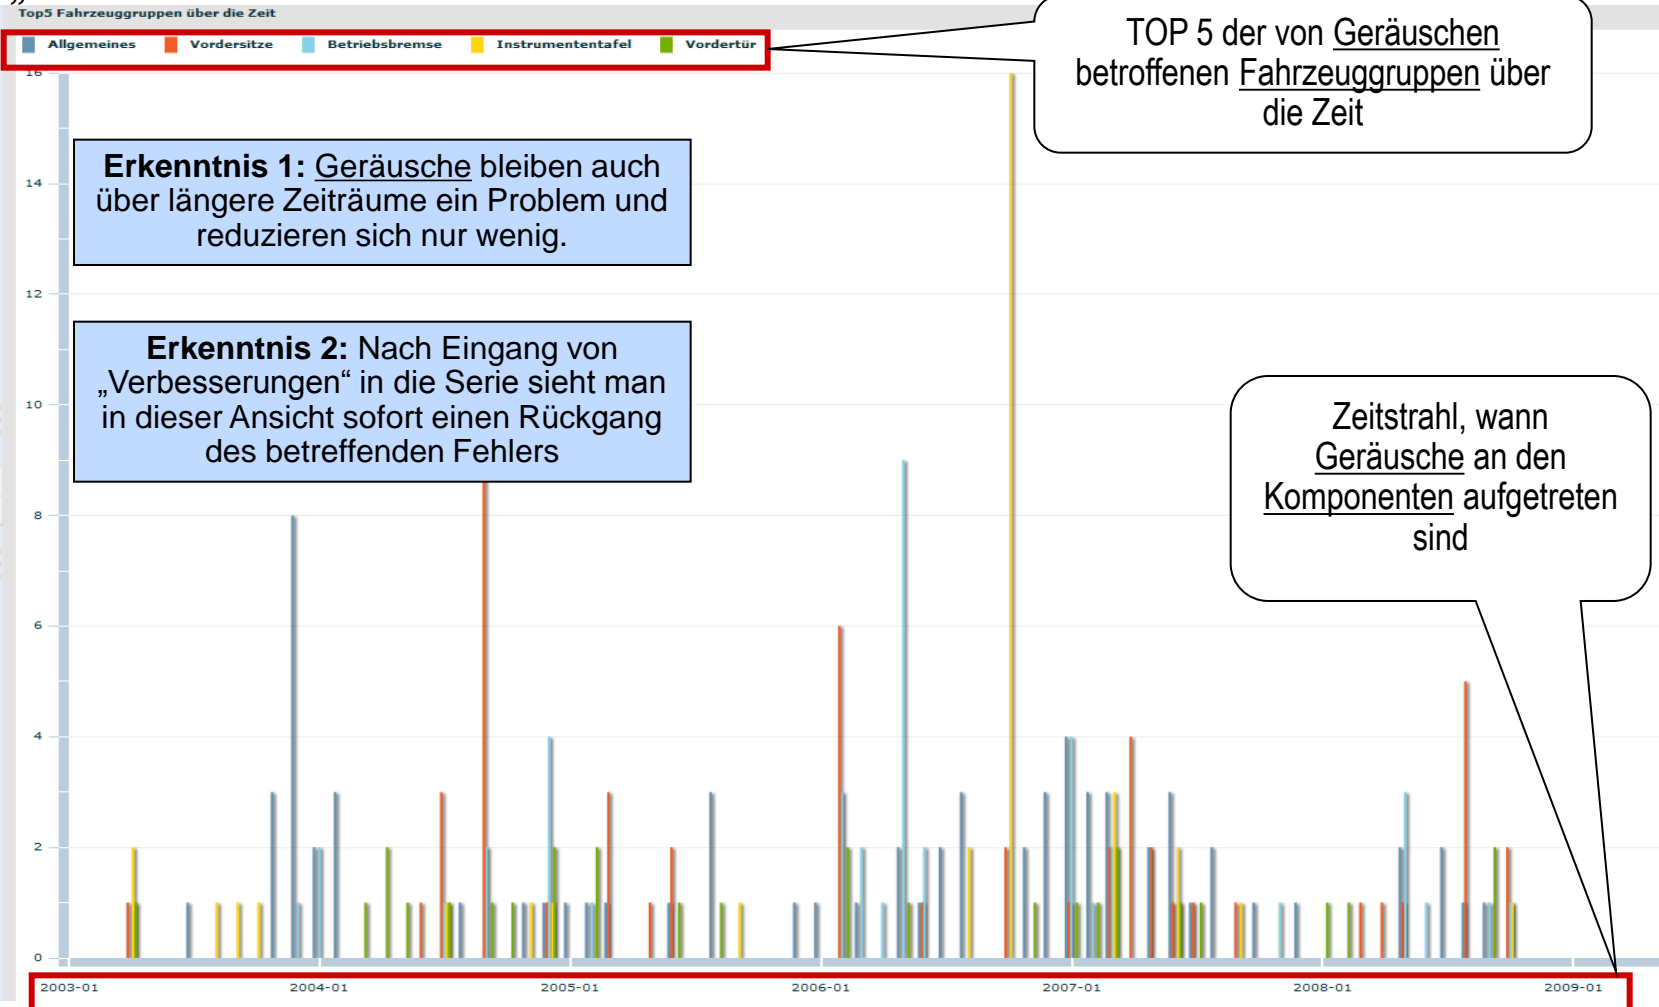 „
Top5 Fahrzeuggruppen über die Zeit
Allgemeines Vordersitze Betriebsbremse Instrumententafel Vordertür
TOP 5 der von Geräuschen
betroffenen Fahrzeuggruppen über
die Zeit
16
Erkenntnis 1: Geräusche bleiben auch
über längere Zeiträume ein Problem und
reduzieren sich nur wenig.
14
12
Erkenntnis 2: Nach Eingang von
„Verbesserungen“ in die Serie sieht man
in dieser Ansicht sofort einen Rückgang
des betreffenden Fehlers
10
Zeitstrahl, wann
Geräusche an den
Komponenten aufgetreten
sind
8
6
4
2
0
2003-01 2004-01 2005-01 2006-01 2007-01 2008-01 2009-01